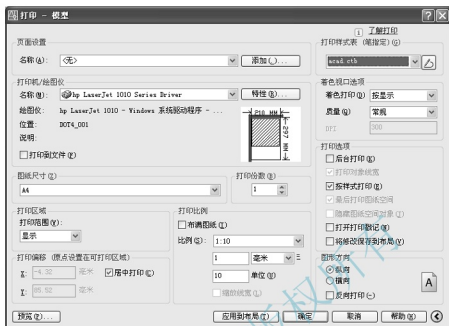 打印 - 模型
了解打印
页面设置
名称(A): <无> 添加(.)...
打印样式表 (笔指定)(G)
acad.ctb
打印机/绘图仪
名称(M): hp LaserJet 1010 Series Driver 特性(R)...
绘图仪: hp LaserJet 1010 - Windows 系统驱动程序 - ...
位置: DOT4_001
说明:
打印到文件(F)
210 MM
297 MM
着色视口选项
着色打印(D) 按显示
质量(Q) 常规
DPI 300
图纸尺寸(Z)
A4
打印份数(B)
1
打印选项
后台打印(K)
打印对象线宽
按样式打印(E)
最后打印图纸空间
隐藏图纸空间对象(J)
打开打印戳记(N)
将修改保存到布局(V)
打印区域
打印范围(W):
显示
打印比例
布满图纸(I)
比例(S): 1:10
1 毫米 =
10 单位(U)
缩放线宽(L)
打印偏移 (原点设置在可打印区域)
X: -4.32 毫米 居中打印(C)
Y: 85.52 毫米
图形方向
纵向
横向
反向打印(-)
A
预览(P)... 应用到布局(T) 确定 取消 帮助(H)
版权所有